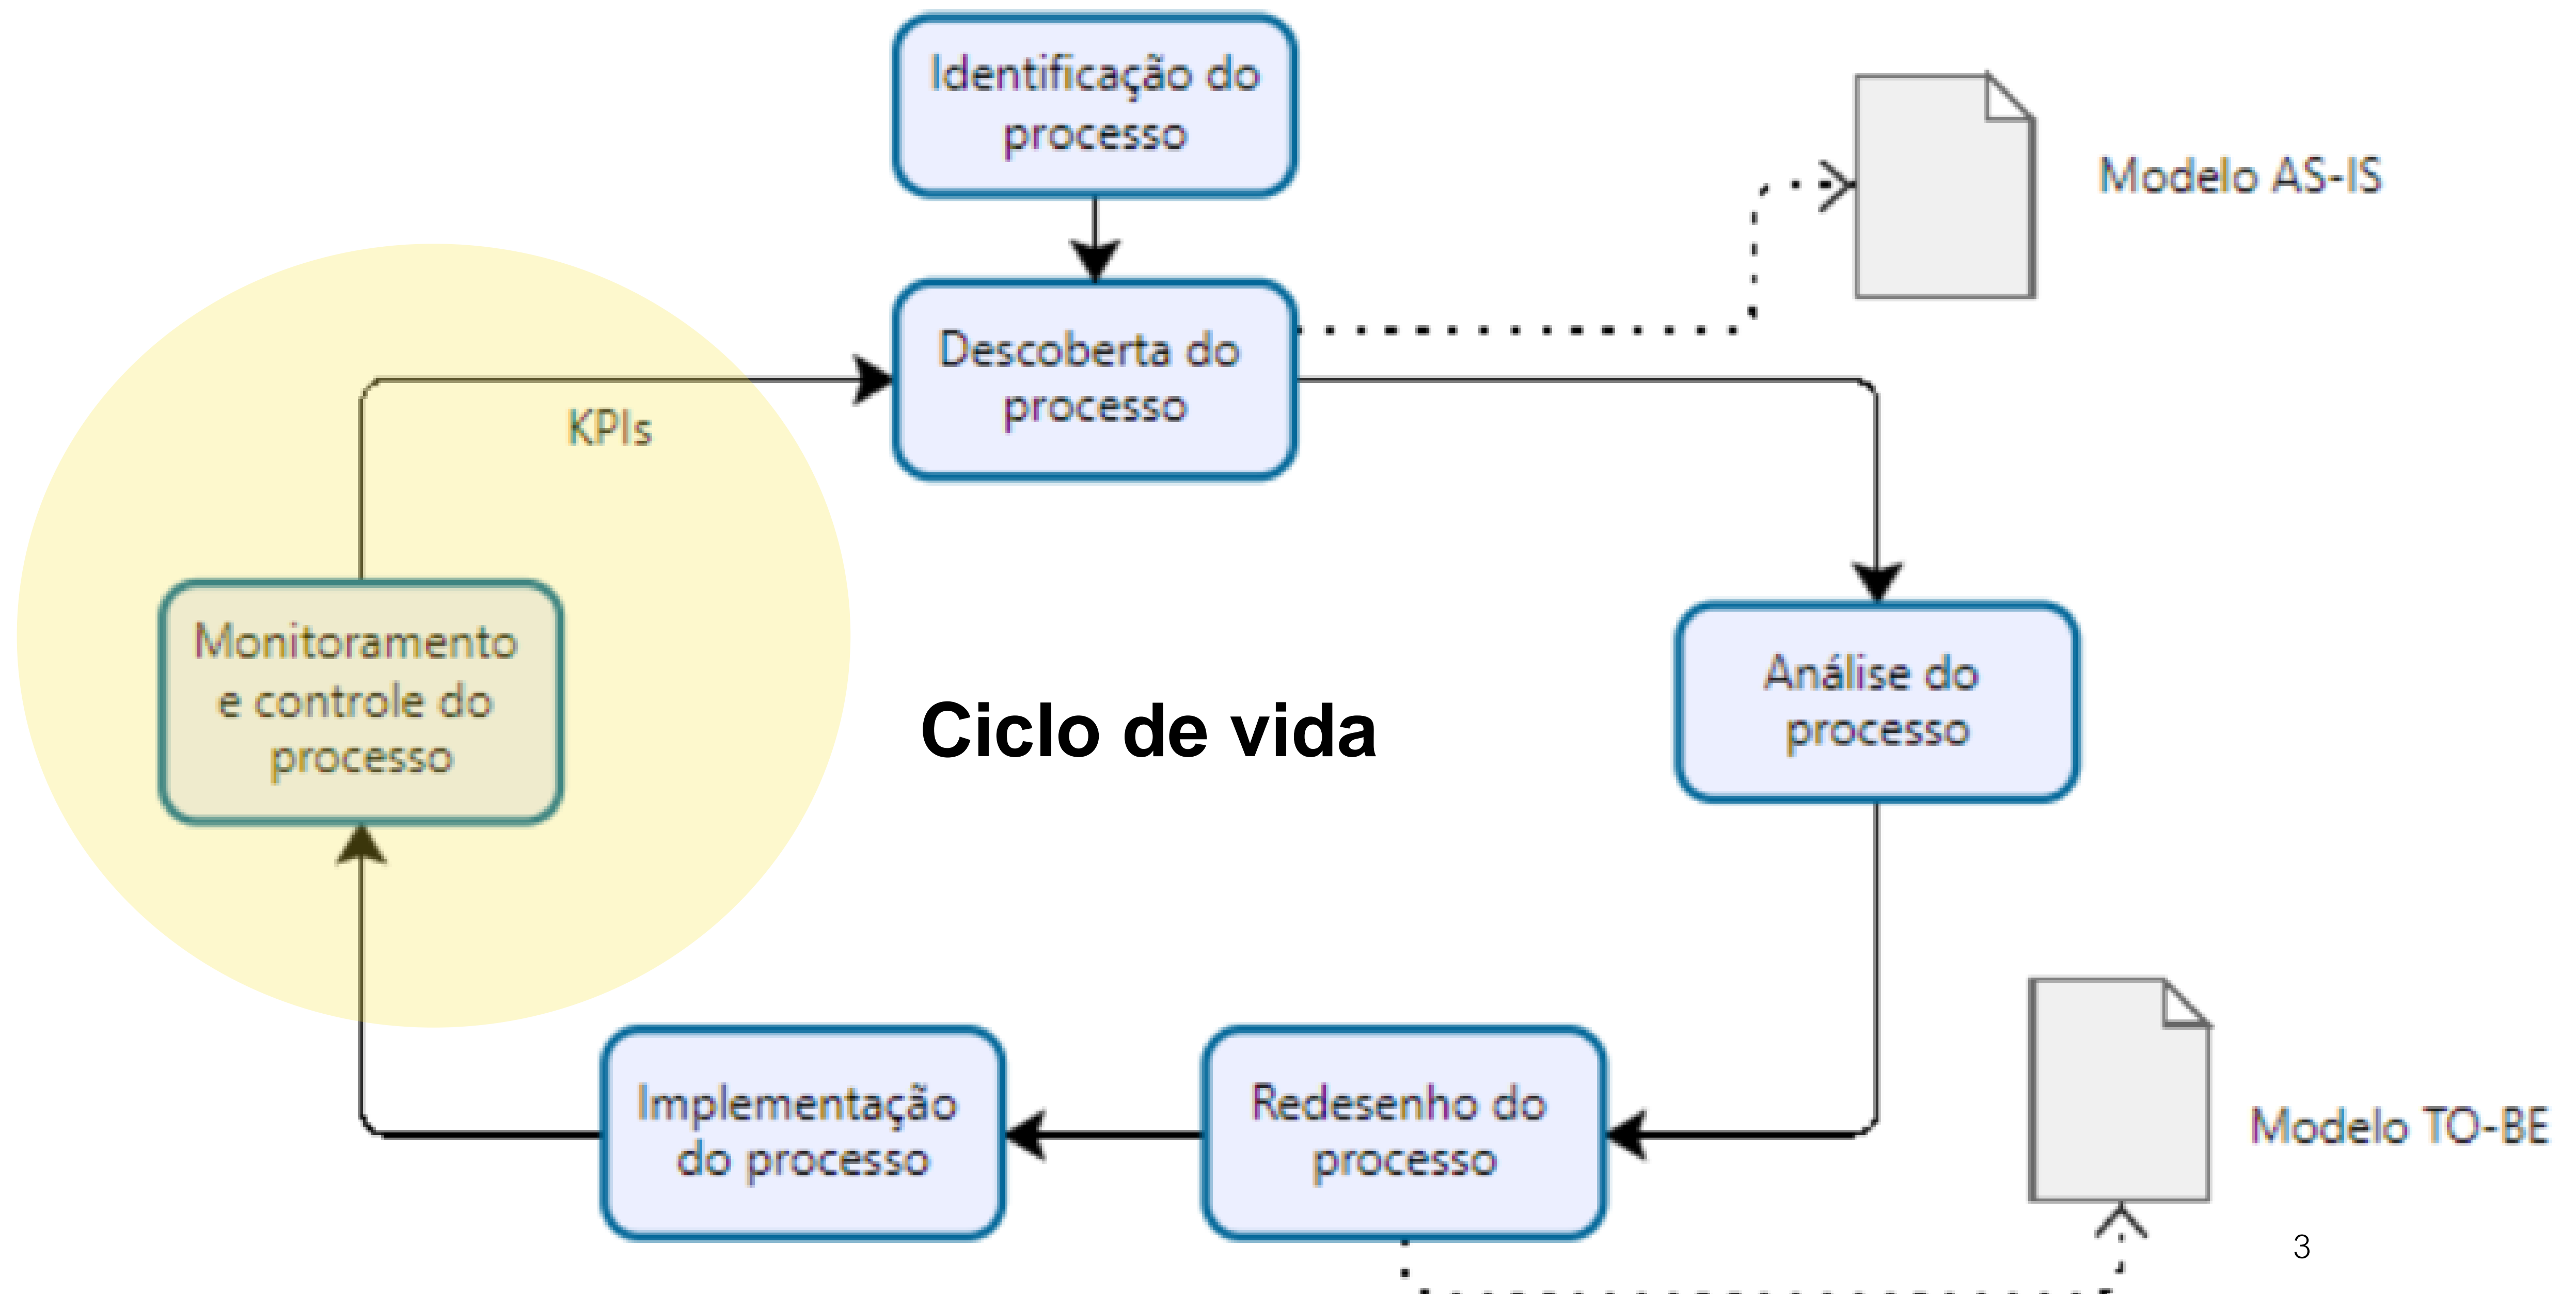 Identificação do
processo
Modelo AS-IS
Descoberta do
processo
KPIs
Monitoramento
e controle do
processo
Ciclo de vida
Análise do
processo
Implementação
do processo
Redesenho do
processo
Modelo TO-BE
3